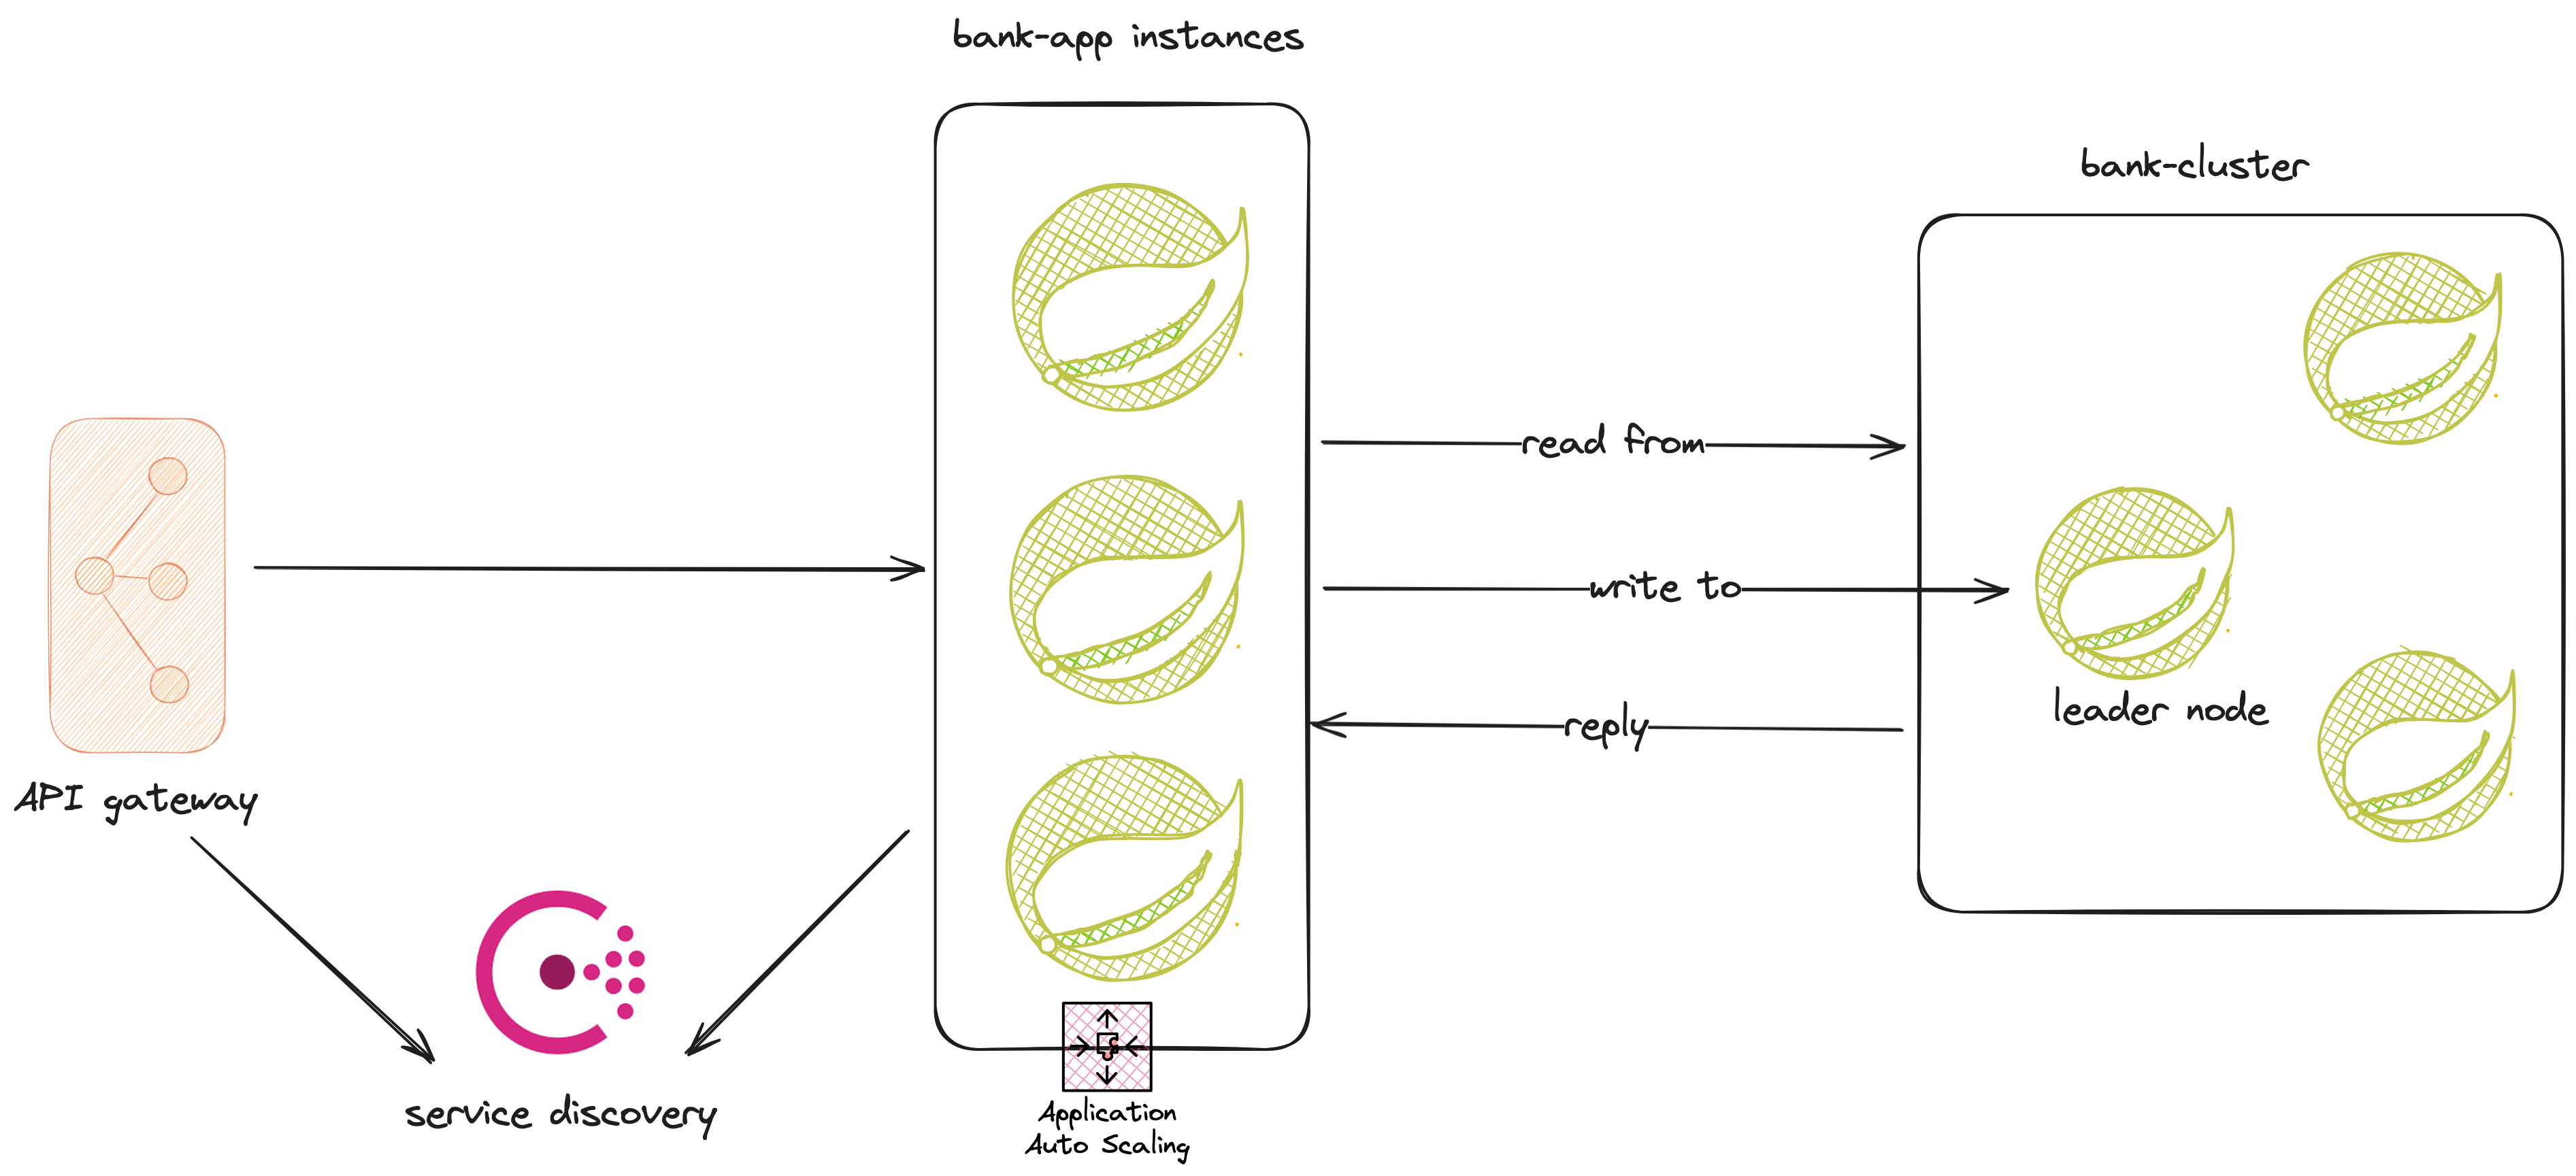 bank-app instances
bank-cluster
read from
write to
leader node
reply
API gateway
service discovery
Application
Auto Scaling